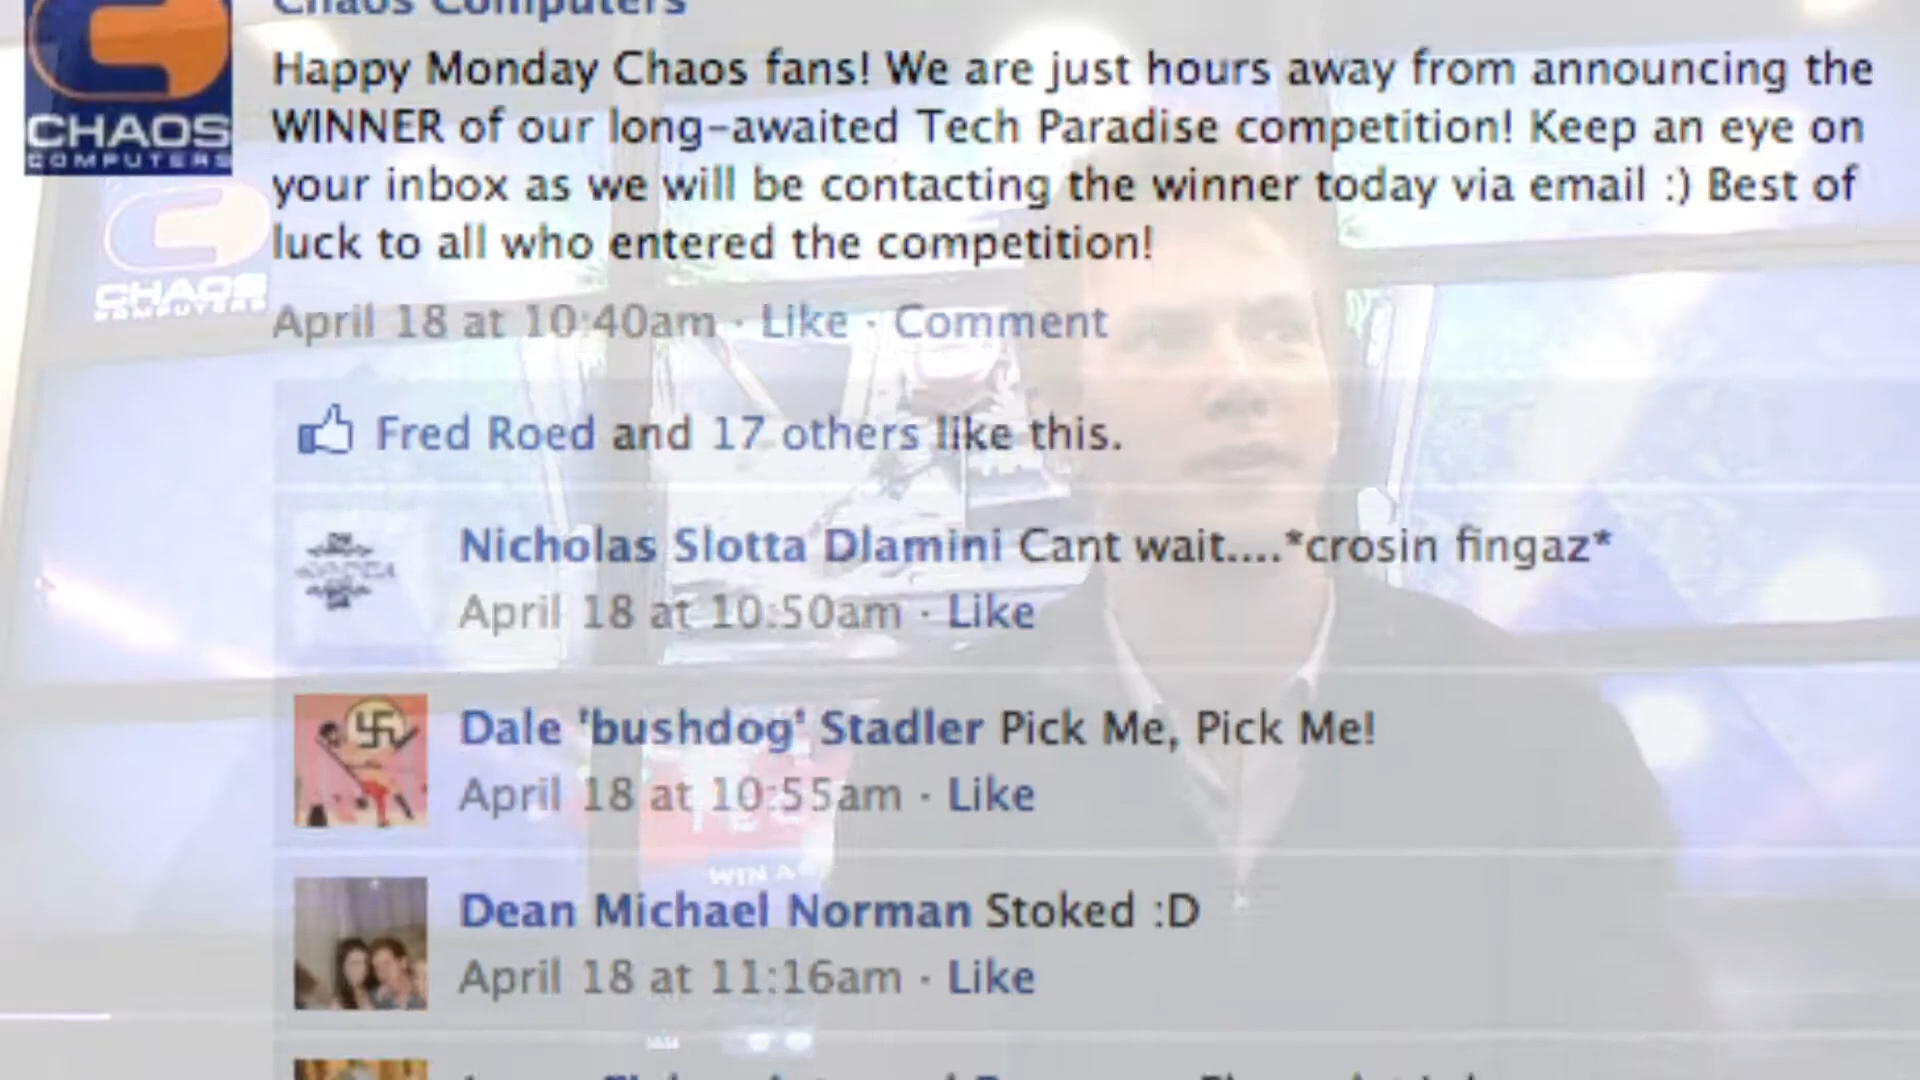 Chaos Computers
Happy Monday Chaos fans! We are just hours away from announcing the
WINNER of our long-awaited Tech Paradise competition! Keep an eye on
your inbox as we will be contacting the winner today via email :) Best of
luck to all who entered the competition!
April 18 at 10:40am · Like · Comment
Fred Roed and 17 others like this.
Nicholas Slotta Dlamini Cant wait....*crosin fingaz*
April 18 at 10:50am · Like
Dale 'bushdog' Stadler Pick Me, Pick Me!
April 18 at 10:55am · Like
Dean Michael Norman Stoked :D
April 18 at 11:16am · Like
CHAOS
COMPUTERS
CHAOS
COMPUTERS
WIN A